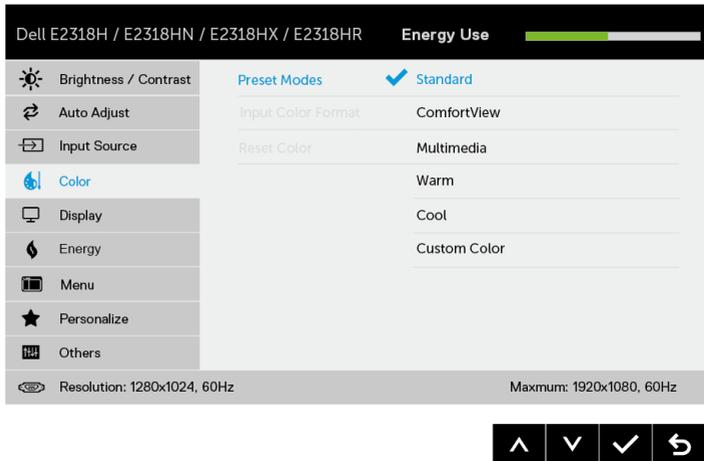 Dell E2318H / E2318HN / E2318HX / E2318HR Energy Use
Brightness / Contrast Preset Modes Standard
Auto Adjust Input Color Format ComfortView
Input Source Reset Color Multimedia
Color Warm
Display Cool
Energy Custom Color
Menu
Personalize
Others
Resolution: 1280x1024, 60Hz Maxmum: 1920x1080, 60Hz